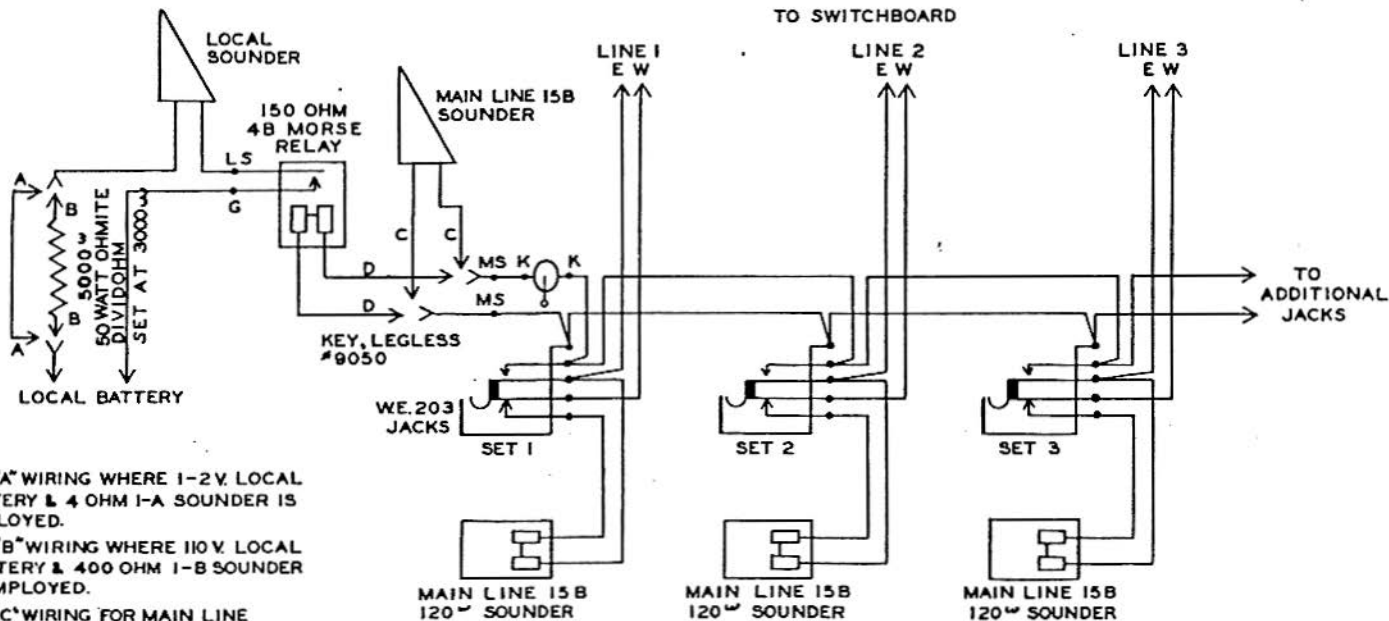 TO SWITCHBOARD
LOCAL
SOUNDER
LINE 1
E W
LINE 2
E W
LINE 3
E W
MAIN LINE 15B
SOUNDER
150 OHM
4B MORSE
RELAY
LS
A
B
G
C
C
5000 ω
50 WATT OHMITE
DIVIDOHM
SET AT 3000 ω
D
MS
K
K
TO
ADDITIONAL
JACKS
D
MS
B
A
KEY, LEGLESS
#9050
LOCAL BATTERY
W.E. 203
JACKS
SET 1
SET 2
SET 3
"A" WIRING WHERE 1-2 V. LOCAL
TERY & 4 OHM 1-A SOUNDER IS
LOYED.
"B" WIRING WHERE 110 V. LOCAL
TERY & 400 OHM 1-B SOUNDER
MPLOYED.
"C" WIRING FOR MAIN LINE
MAIN LINE 15B
120 ω SOUNDER
MAIN LINE 15B
120 ω SOUNDER
MAIN LINE 15B
120 ω SOUNDER